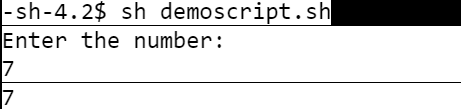 -sh-4.2$ sh demoscript.sh
Enter the number:
7
7